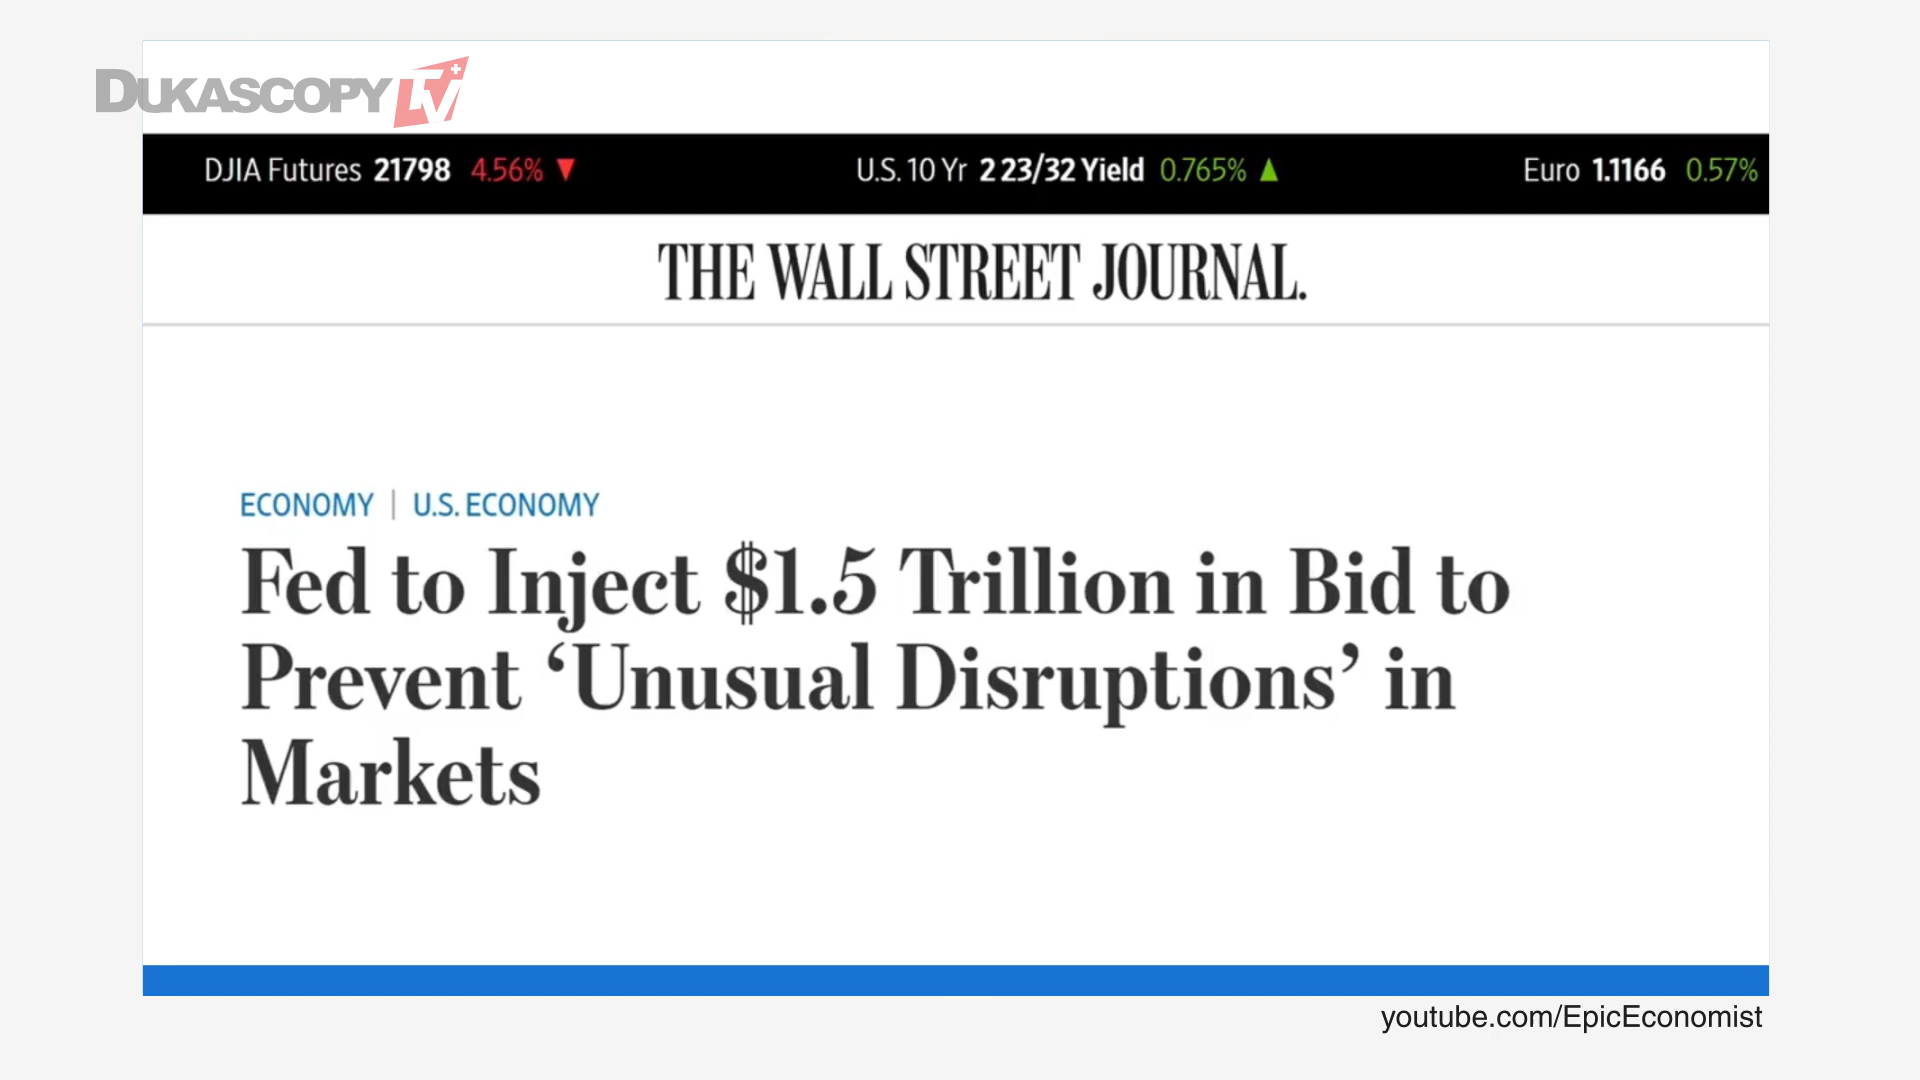 DUKASCOPY TV
DJIA Futures 21798 4.56% ▼ U.S. 10 Yr 2 23/32 Yield 0.765% ▲ Euro 1.1166 0.57%
THE WALL STREET JOURNAL.
ECONOMY | U.S. ECONOMY
Fed to Inject $1.5 Trillion in Bid to
Prevent ‘Unusual Disruptions’ in
Markets
youtube.com/EpicEconomist